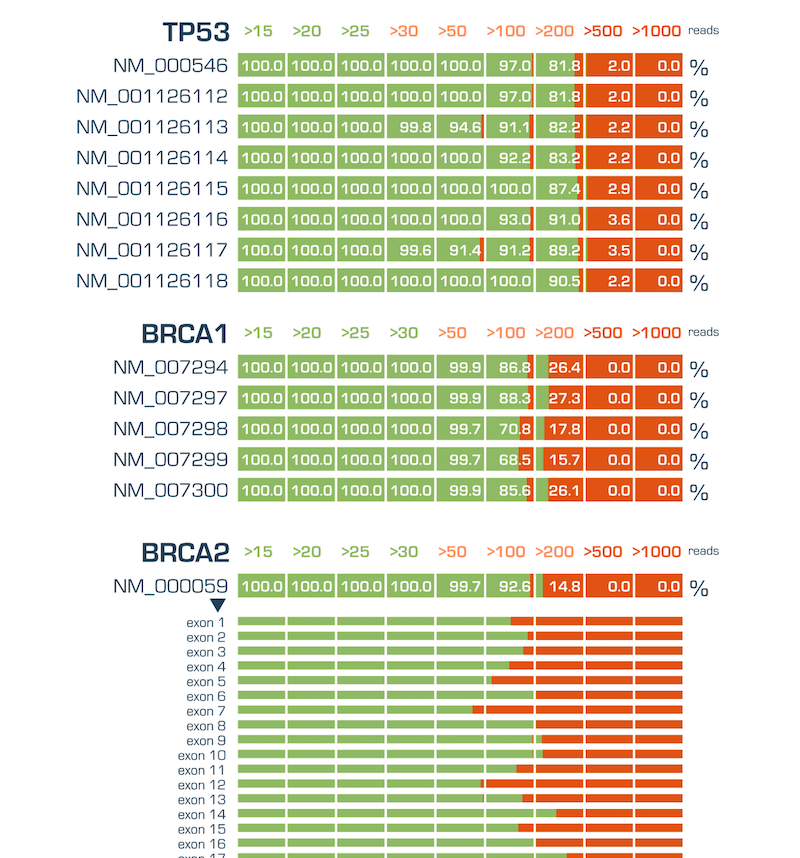 TP53 >15 >20 >25 >30 >50 >100 >200 >500 >1000 reads
NM_000546 100.0 100.0 100.0 100.0 100.0 97.0 81.8 2.0 0.0 %
NM_001126112 100.0 100.0 100.0 100.0 100.0 97.0 81.8 2.0 0.0 %
NM_001126113 100.0 100.0 100.0 99.8 94.6 91.1 82.2 2.2 0.0 %
NM_001126114 100.0 100.0 100.0 100.0 100.0 92.2 83.2 2.2 0.0 %
NM_001126115 100.0 100.0 100.0 100.0 100.0 100.0 87.4 2.9 0.0 %
NM_001126116 100.0 100.0 100.0 100.0 100.0 93.0 91.0 3.6 0.0 %
NM_001126117 100.0 100.0 100.0 99.6 91.4 91.2 89.2 3.5 0.0 %
NM_001126118 100.0 100.0 100.0 100.0 100.0 100.0 90.5 2.2 0.0 %
BRCA1 >15 >20 >25 >30 >50 >100 >200 >500 >1000 reads
NM_007294 100.0 100.0 100.0 100.0 99.9 86.8 26.4 0.0 0.0 %
NM_007297 100.0 100.0 100.0 100.0 99.9 88.3 27.3 0.0 0.0 %
NM_007298 100.0 100.0 100.0 100.0 99.7 70.8 17.8 0.0 0.0 %
NM_007299 100.0 100.0 100.0 100.0 99.7 68.5 15.7 0.0 0.0 %
NM_007300 100.0 100.0 100.0 100.0 99.9 85.6 26.1 0.0 0.0 %
BRCA2 >15 >20 >25 >30 >50 >100 >200 >500 >1000 reads
NM_000059 100.0 100.0 100.0 100.0 99.7 92.6 14.8 0.0 0.0 %
exon 1
exon 2
exon 3
exon 4
exon 5
exon 6
exon 7
exon 8
exon 9
exon 10
exon 11
exon 12
exon 13
exon 14
exon 15
exon 16
exon 17